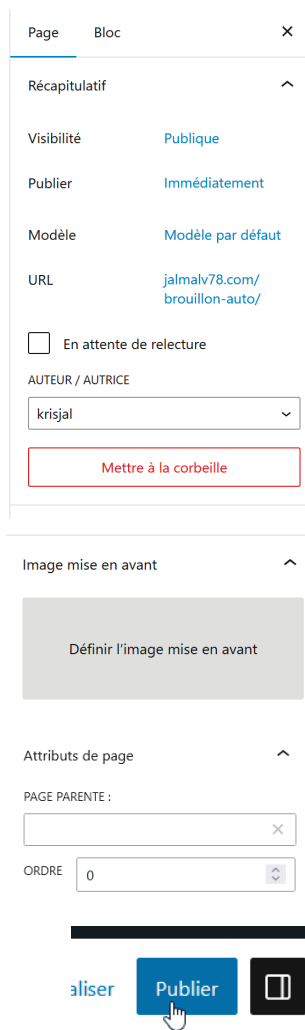 Page Bloc
Récapitulatif
Visibilité Publique
Publier Immédiatement
Modèle Modèle par défaut
URL jalmalv78.com/
brouillon-auto/
En attente de relecture
AUTEUR / AUTRICE
krisjal
Mettre à la corbeille
Image mise en avant
Définir l’image mise en avant
Attributs de page
PAGE PARENTE :
ORDRE 0
aliser Publier